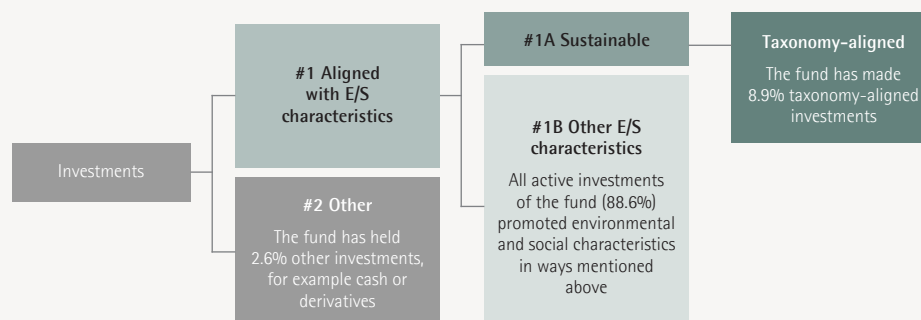 Investments
#1 Aligned
with E/S
characteristics
#2 Other
The fund has held
2.6% other investments,
for example cash or
derivatives
#1A Sustainable
#1B Other E/S
characteristics
All active investments
of the fund (88.6%)
promoted environmental
and social characteristics
in ways mentioned
above
Taxonomy-aligned
The fund has made
8.9% taxonomy-aligned
investments